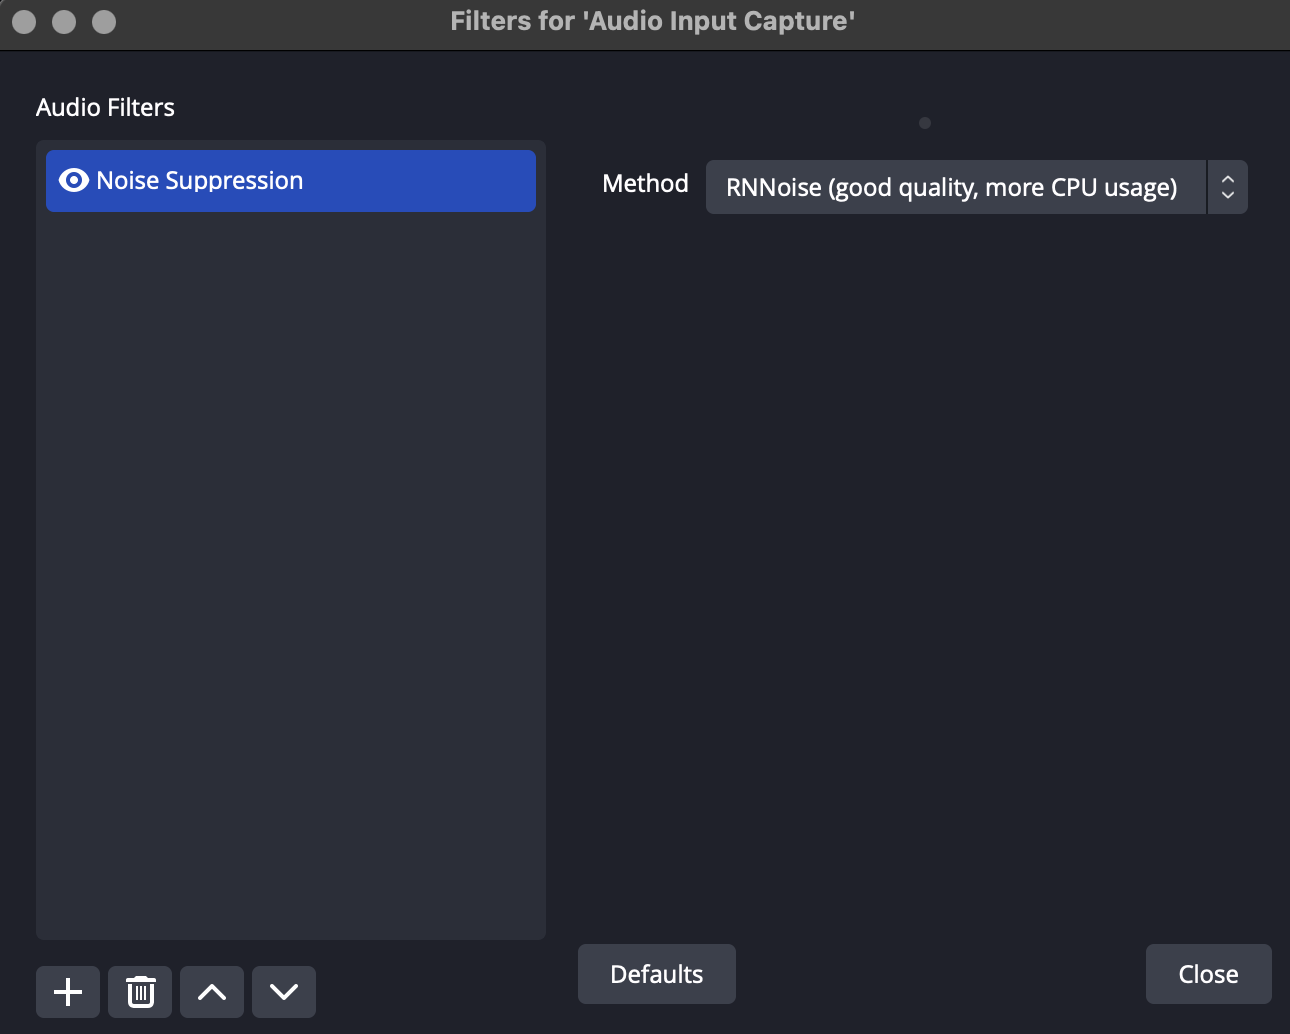 Filters for 'Audio Input Capture'
Audio Filters
Noise Suppression
Method
RNNoise (good quality, more CPU usage)
Defaults
Close